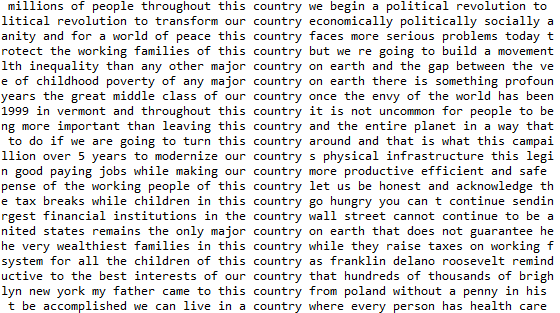 millions of people throughout this country we begin a political revolution to
litical revolution to transform our country economically politically socially a
anity and for a world of peace this country faces more serious problems today t
rotect the working families of this country but we re going to build a movement
lth inequality than any other major country on earth and the gap between the ve
e of childhood poverty of any major country on earth there is something profoun
years the great middle class of our country once the envy of the world has been
1999 in vermont and throughout this country it is not uncommon for people to be
ng more important than leaving this country and the entire planet in a way that
to do if we are going to turn this country around and that is what this campai
llion over 5 years to modernize our country s physical infrastructure this legi
n good paying jobs while making our country more productive efficient and safe
pense of the working people of this country let us be honest and acknowledge th
e tax breaks while children in this country go hungry you can t continue sendin
rgest financial institutions in the country wall street cannot continue to be a
nited states remains the only major country on earth that does not guarantee he
he very wealthiest families in this country while they raise taxes on working f
system for all the children of this country as franklin delano roosevelt remind
uctive to the best interests of our country that hundreds of thousands of brigh
lyn new york my father came to this country from poland without a penny in his
t be accomplished we can live in a country where every person has health care